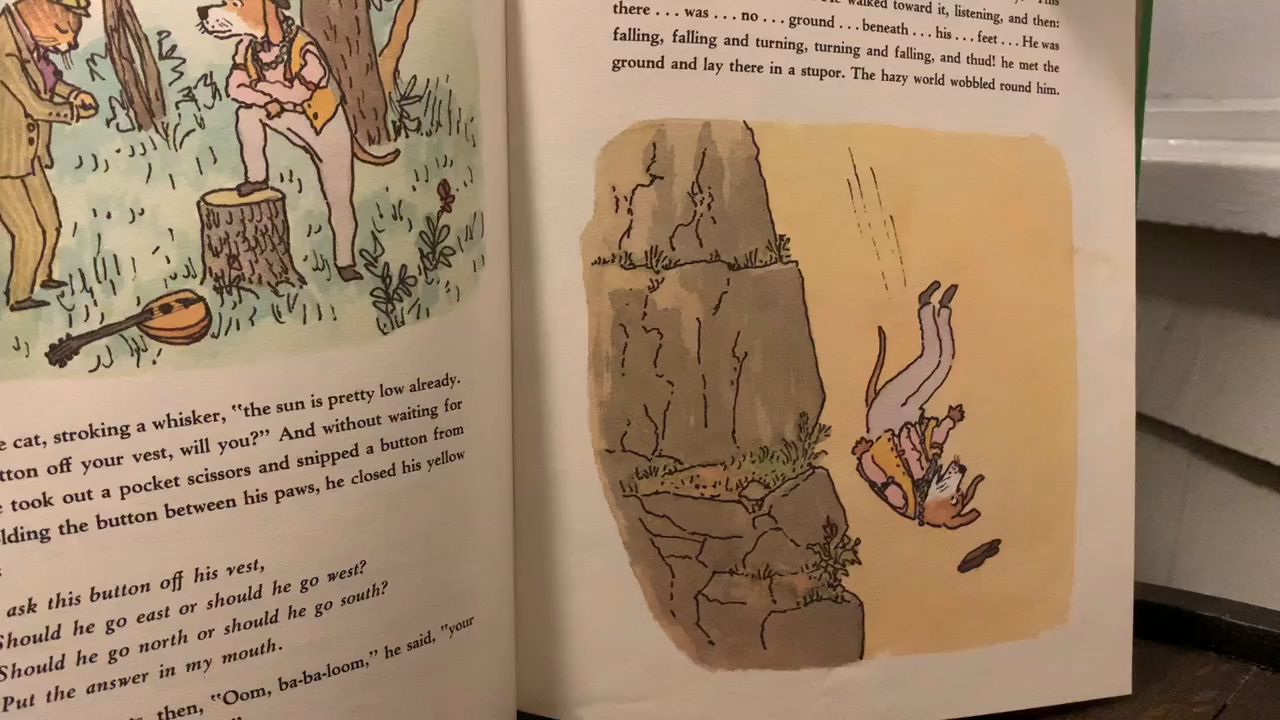 e cat, stroking a whisker, "the sun is pretty low already.
tton off your vest, will you?" And without waiting for
e took out a pocket scissors and snipped a button from
lding the button between his paws, he closed his yellow
s
ask this button off his vest,
Should he go east or should he go west?
Should he go north or should he go south?
Put the answer in my mouth.
then, "Oom, ba-ba-loom," he said, "your
This
walked toward it, listening, and then:
there . . . was . . . no . . . ground . . . beneath . . . his . . . feet . . . He was
falling, falling and turning, turning and falling, and thud! he met the
ground and lay there in a stupor. The hazy world wobbled round him.